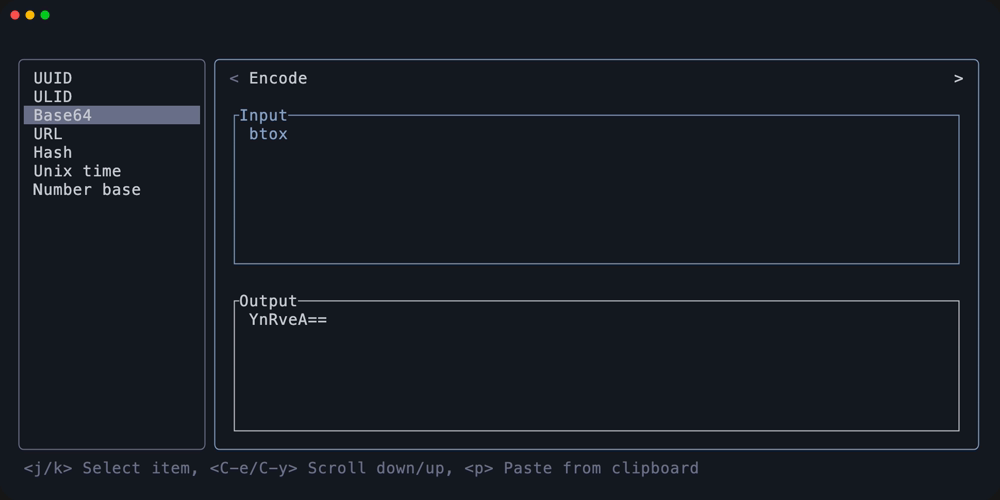 UUID
ULID
Base64
URL
Hash
Unix time
Number base
< Encode >
Input
btox
Output
YnRveA==
<j/k> Select item, <C-e/C-y> Scroll down/up, <p> Paste from clipboard